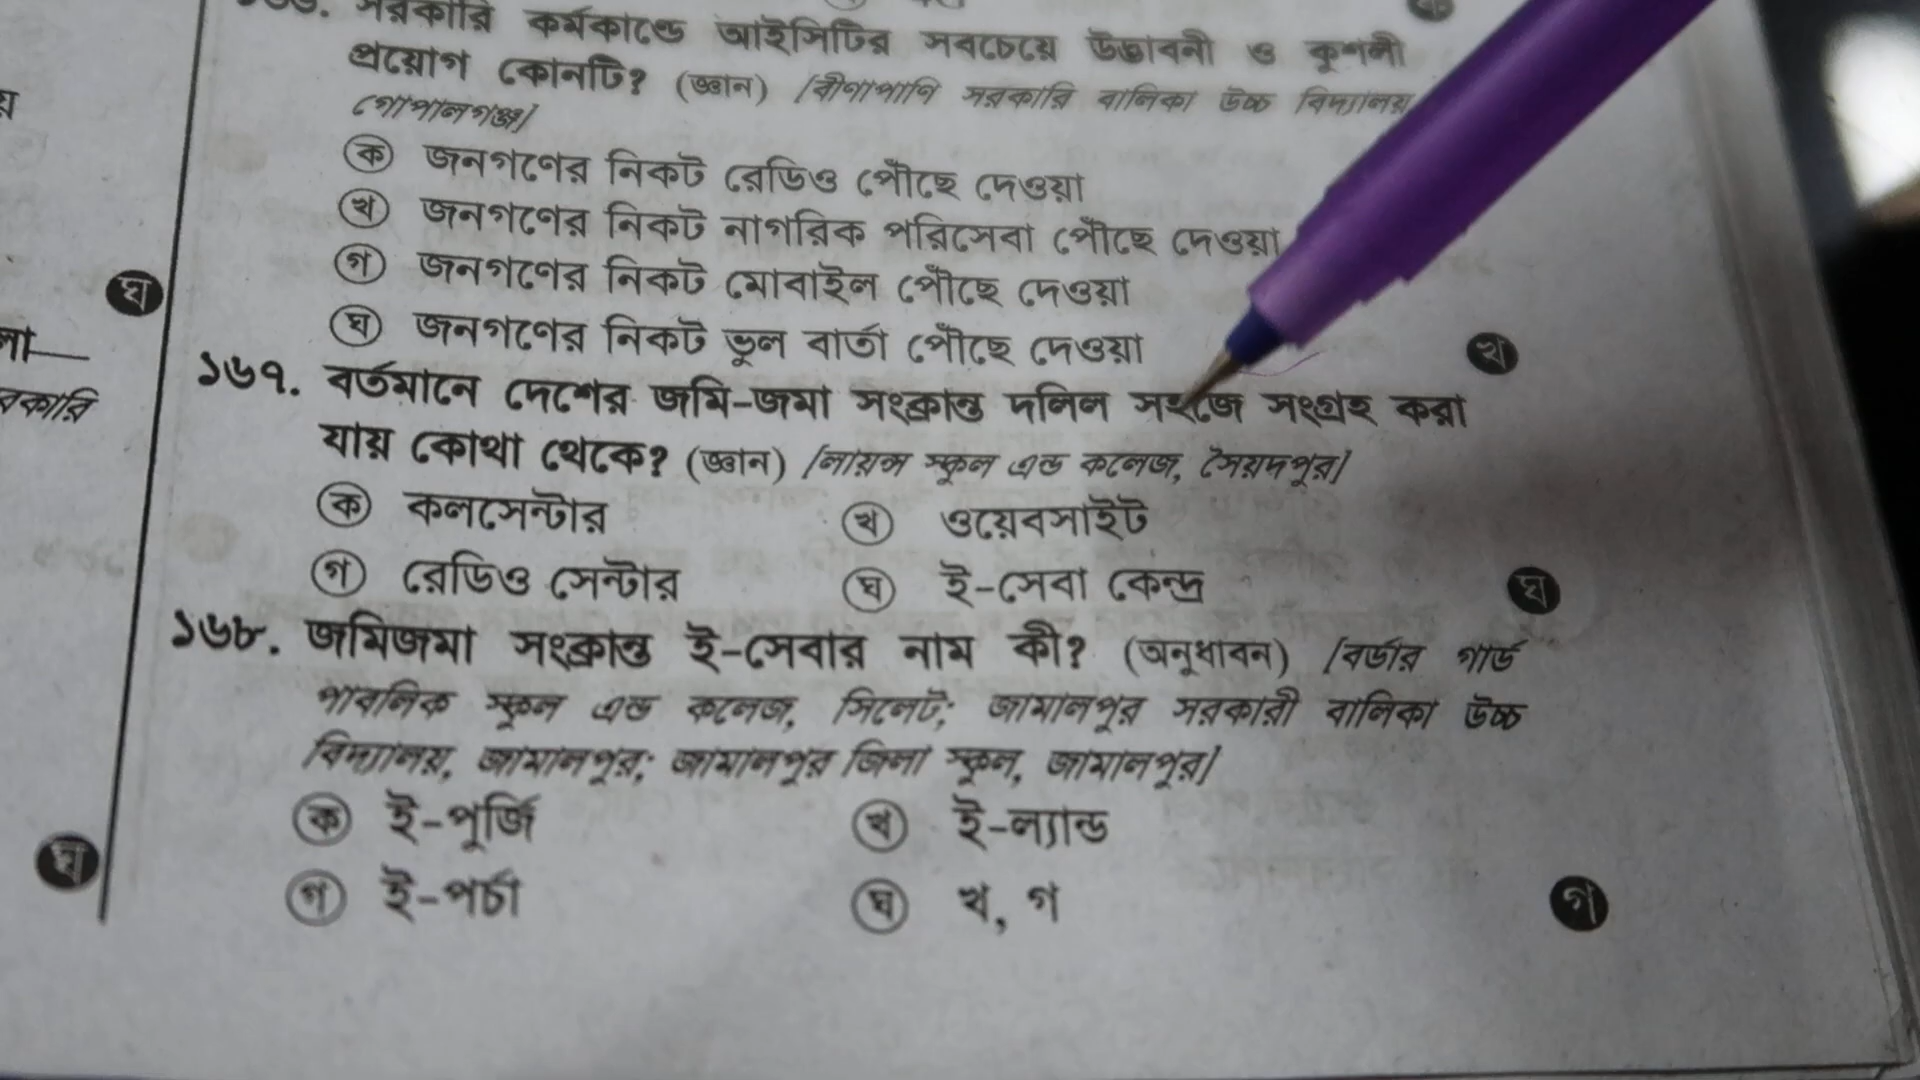 সরকারি কর্মকাণ্ডে আইসিটির সবচেয়ে উদ্ভাবনী ও কুশলী
প্রয়োগ কোনটি? (জ্ঞান) [বীণাপাণি সরকারি বালিকা উচ্চ বিদ্যালয়
গোপালগঞ্জ]
ক জনগণের নিকট রেডিও পৌঁছে দেওয়া
খ জনগণের নিকট নাগরিক পরিসেবা পৌঁছে দেওয়া
গ জনগণের নিকট মোবাইল পৌঁছে দেওয়া
ঘ
ঘ জনগণের নিকট ভুল বার্তা পৌঁছে দেওয়া খ
১৬৭. বর্তমানে দেশের জমি-জমা সংক্রান্ত দলিল সহজে সংগ্রহ করা
যায় কোথা থেকে? (জ্ঞান) [লায়ন্স স্কুল এন্ড কলেজ, সৈয়দপুর]
ক কলসেন্টার খ ওয়েবসাইট
গ রেডিও সেন্টার ঘ ই-সেবা কেন্দ্র ঘ
১৬৮. জমিজমা সংক্রান্ত ই-সেবার নাম কী? (অনুধাবন) [বর্ডার গার্ড
পাবলিক স্কুল এন্ড কলেজ, সিলেট; জামালপুর সরকারী বালিকা উচ্চ
বিদ্যালয়, জামালপুর; জামালপুর জিলা স্কুল, জামালপুর]
ক ই-পুর্জি খ ই-ল্যান্ড
ঘ
গ ই-পর্চা ঘ খ, গ গ